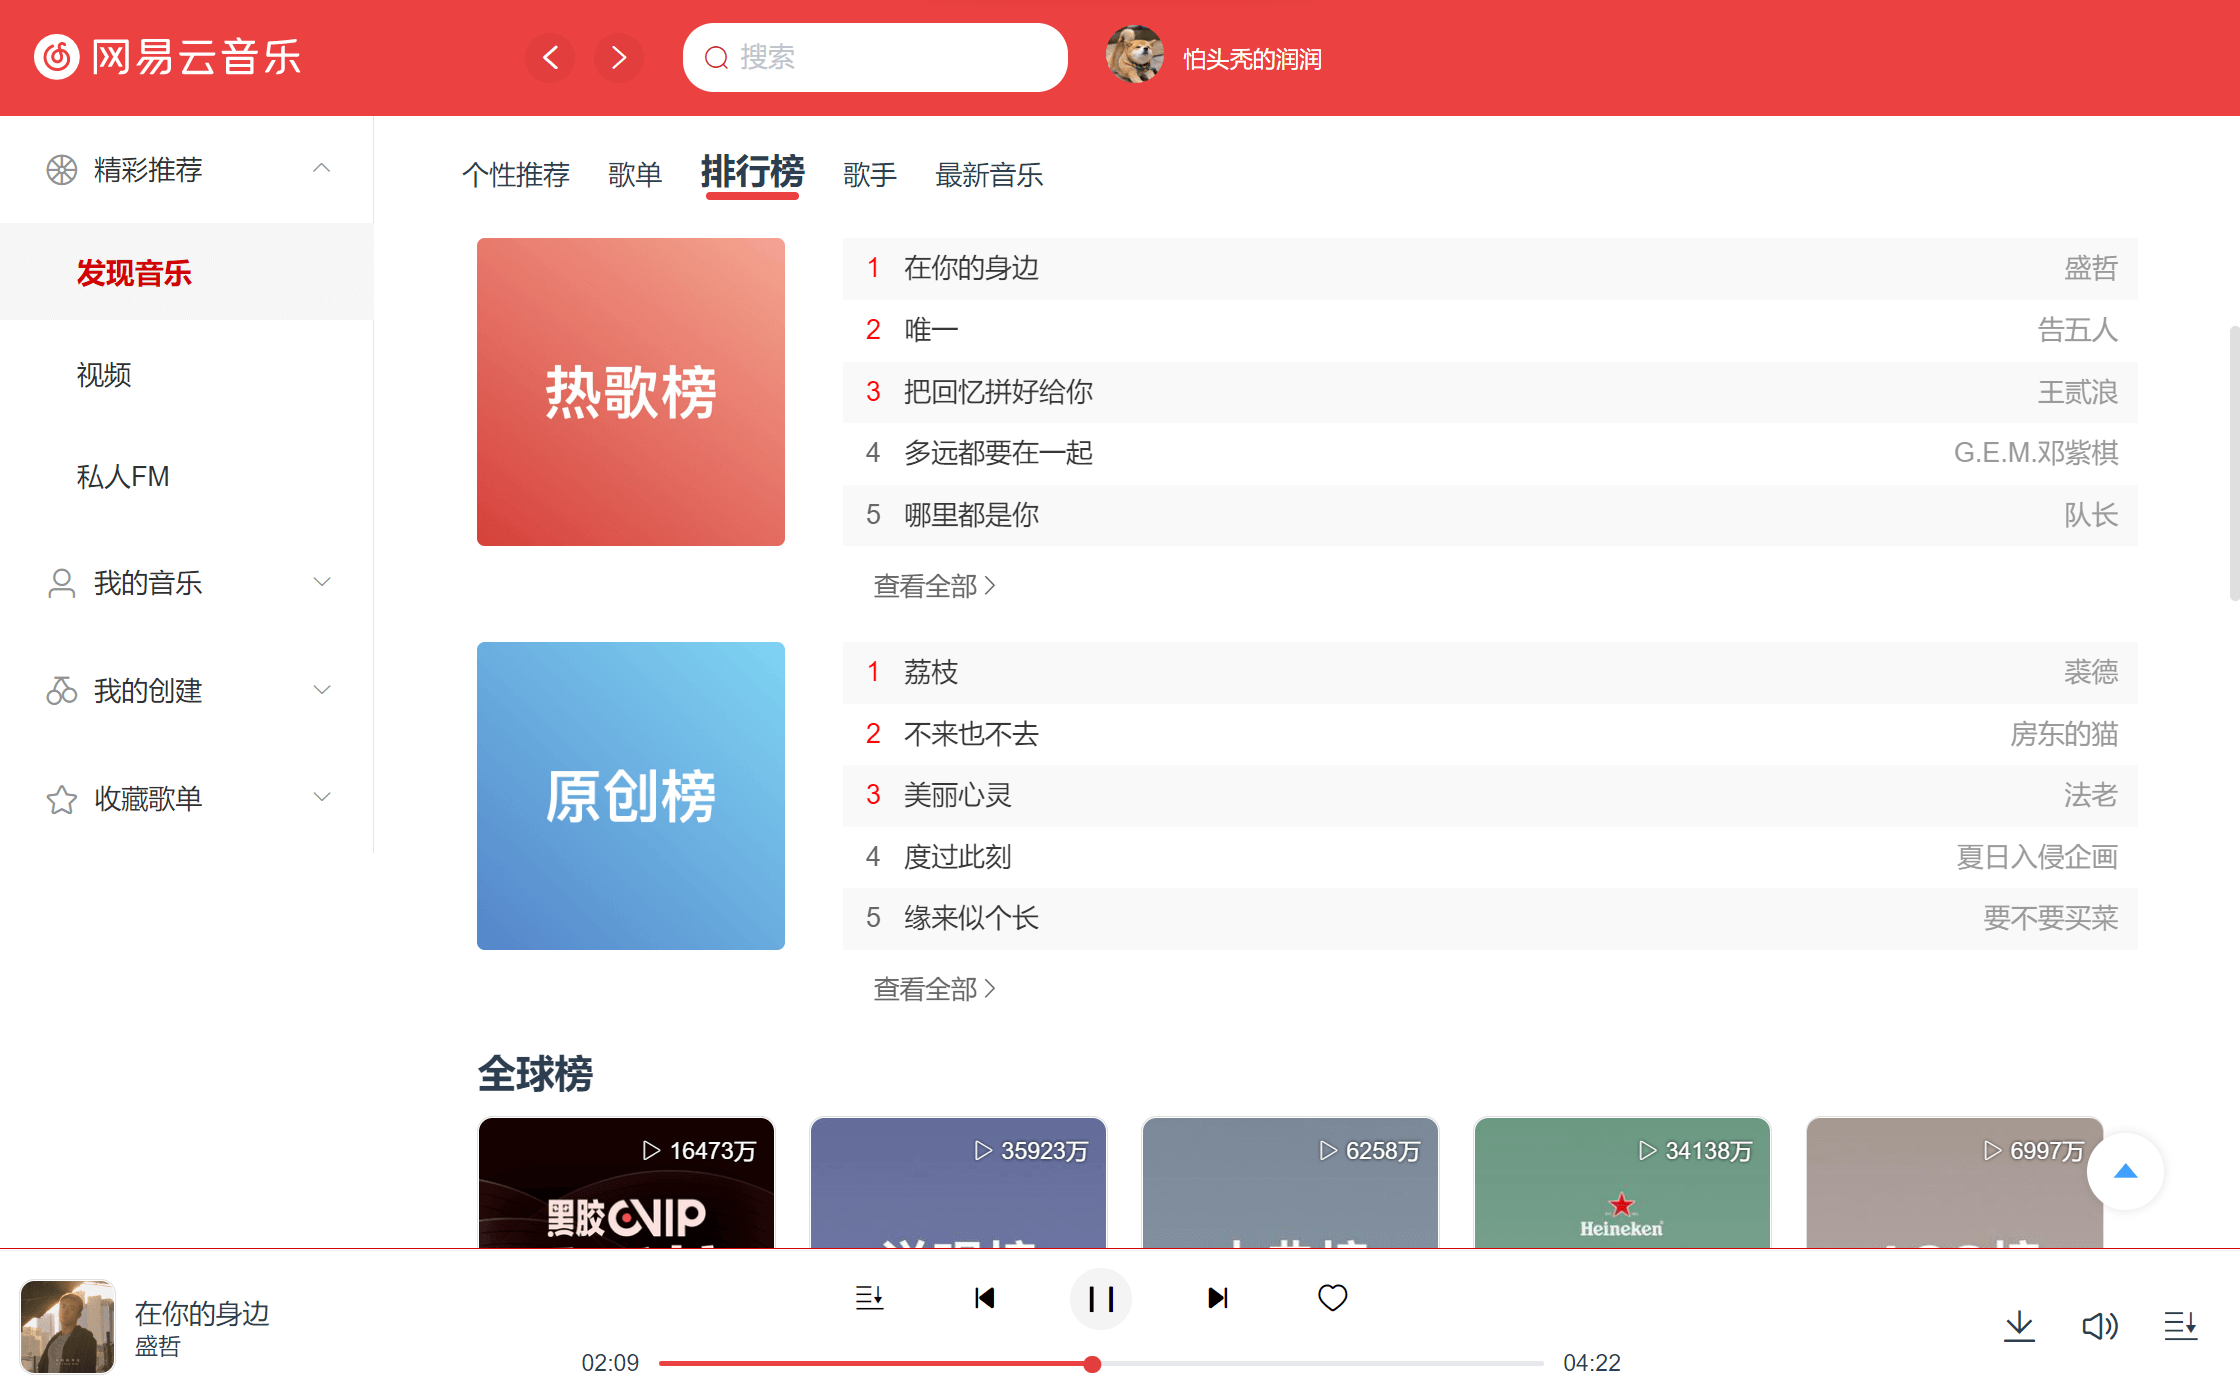 网易云音乐
搜索
怕头秃的润润
精彩推荐
发现音乐
视频
私人FM
我的音乐
我的创建
收藏歌单
个性推荐 歌单 排行榜 歌手 最新音乐
热歌榜
1 在你的身边 盛哲
2 唯一 告五人
3 把回忆拼好给你 王贰浪
4 多远都要在一起 G.E.M.邓紫棋
5 哪里都是你 队长
查看全部
原创榜
1 荔枝 裘德
2 不来也不去 房东的猫
3 美丽心灵 法老
4 度过此刻 夏日入侵企画
5 缘来似个长 要不要买菜
查看全部
全球榜
16473万
黑胶VIP
35923万
6258万
34138万
Heineken
6997万
在你的身边
盛哲
02:09
04:22